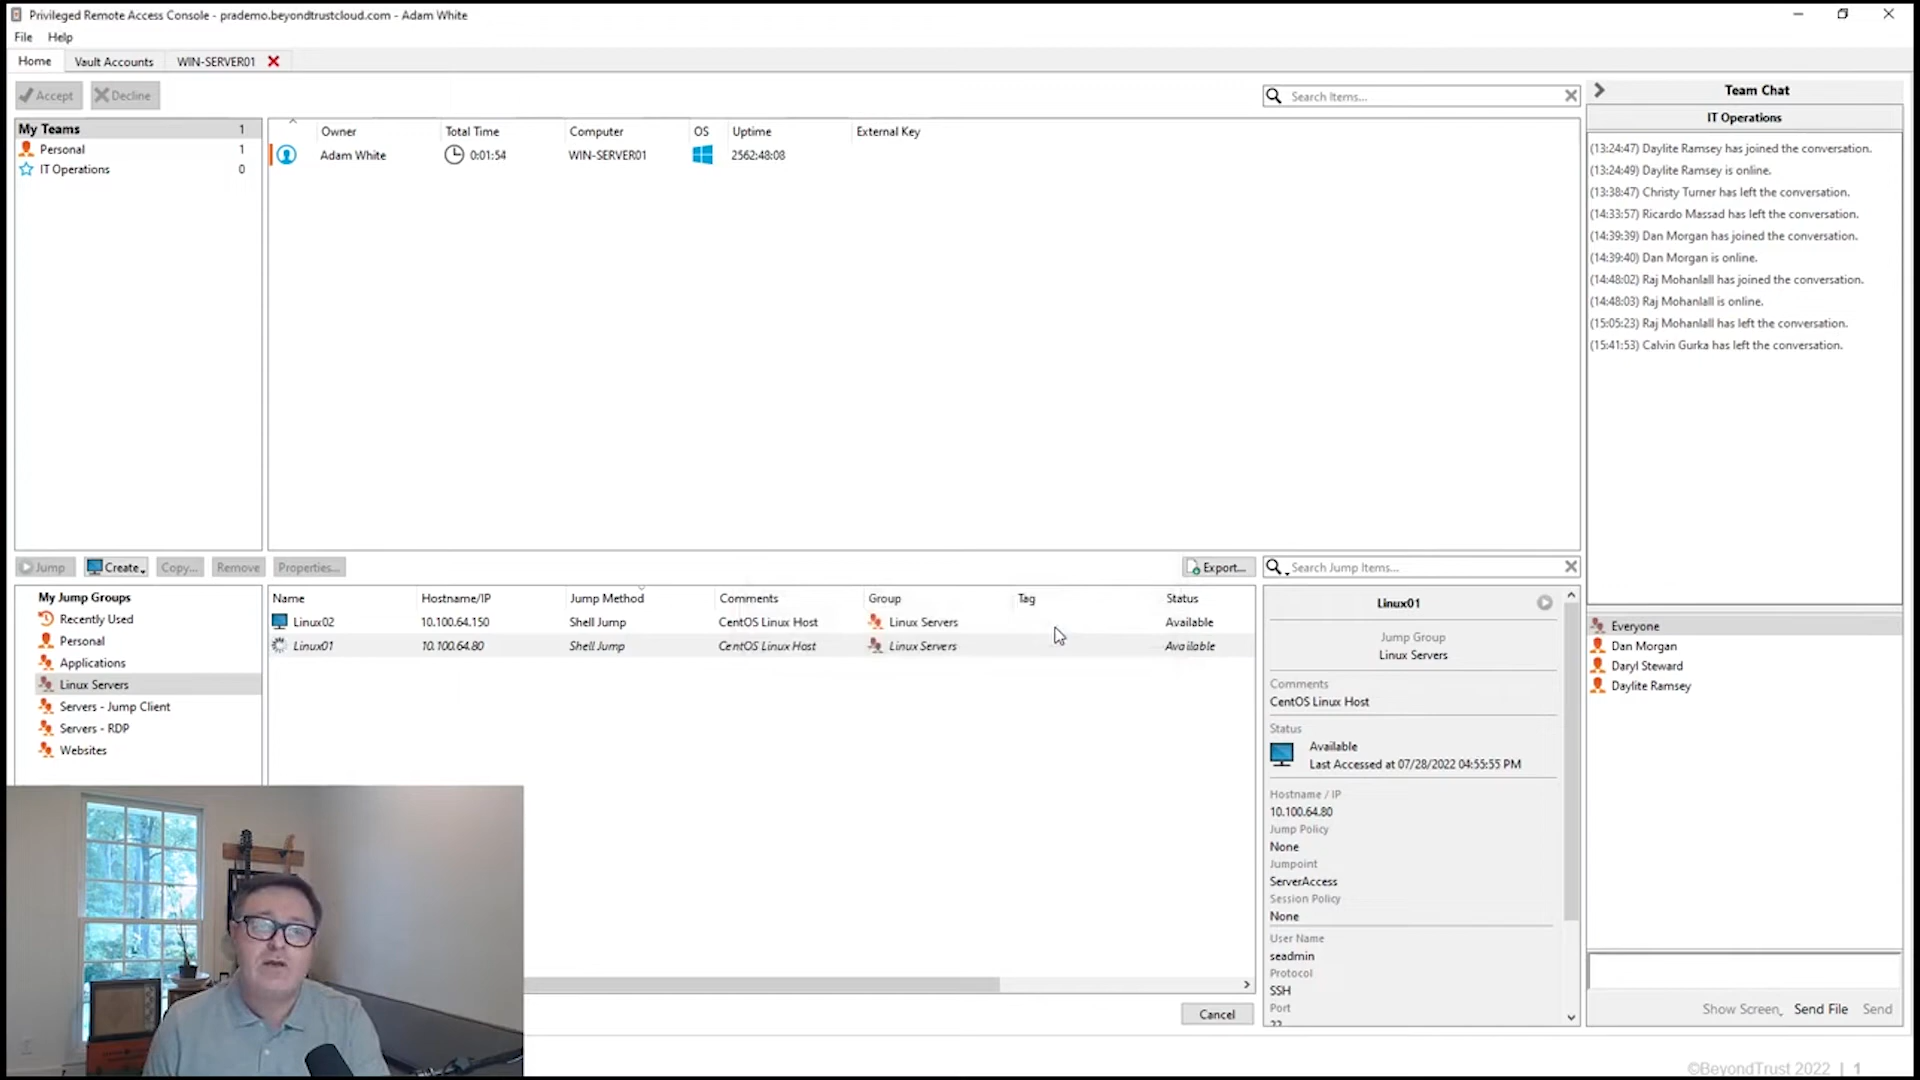 Privileged Remote Access Console - prademo.beyondtrustcloud.com - Adam White
File Help
Home Vault Accounts WIN-SERVER01
Accept Decline
Search Items...
My Teams 1
Personal 1
IT Operations 0
Owner Total Time Computer OS Uptime External Key
Adam White 0:01:54 WIN-SERVER01 2562:48:08
Team Chat
IT Operations
(13:24:47) Daylite Ramsey has joined the conversation.
(13:24:49) Daylite Ramsey is online.
(13:38:47) Christy Turner has left the conversation.
(14:33:57) Ricardo Massad has left the conversation.
(14:39:39) Dan Morgan has joined the conversation.
(14:39:40) Dan Morgan is online.
(14:48:02) Raj Mohanlall has joined the conversation.
(14:48:03) Raj Mohanlall is online.
(15:05:23) Raj Mohanlall has left the conversation.
(15:41:53) Calvin Gurka has left the conversation.
Jump Create Copy... Remove Properties... Export...
Search Jump Items...
My Jump Groups
Recently Used
Personal
Applications
Linux Servers
Servers - Jump Client
Servers - RDP
Websites
Name Hostname/IP Jump Method Comments Group Tag Status
Linux02 10.100.64.150 Shell Jump CentOS Linux Host Linux Servers Available
Linux01 10.100.64.80 Shell Jump CentOS Linux Host Linux Servers Available
Cancel
Linux01
Jump Group
Linux Servers
Comments
CentOS Linux Host
Status
Available
Last Accessed at 07/28/2022 04:55:55 PM
Hostname / IP
10.100.64.80
Jump Policy
None
Jumpoint
ServerAccess
Session Policy
None
User Name
seadmin
Protocol
SSH
Port
22
Everyone
Dan Morgan
Daryl Steward
Daylite Ramsey
Show Screen Send File Send
©BeyondTrust 2022 | 1